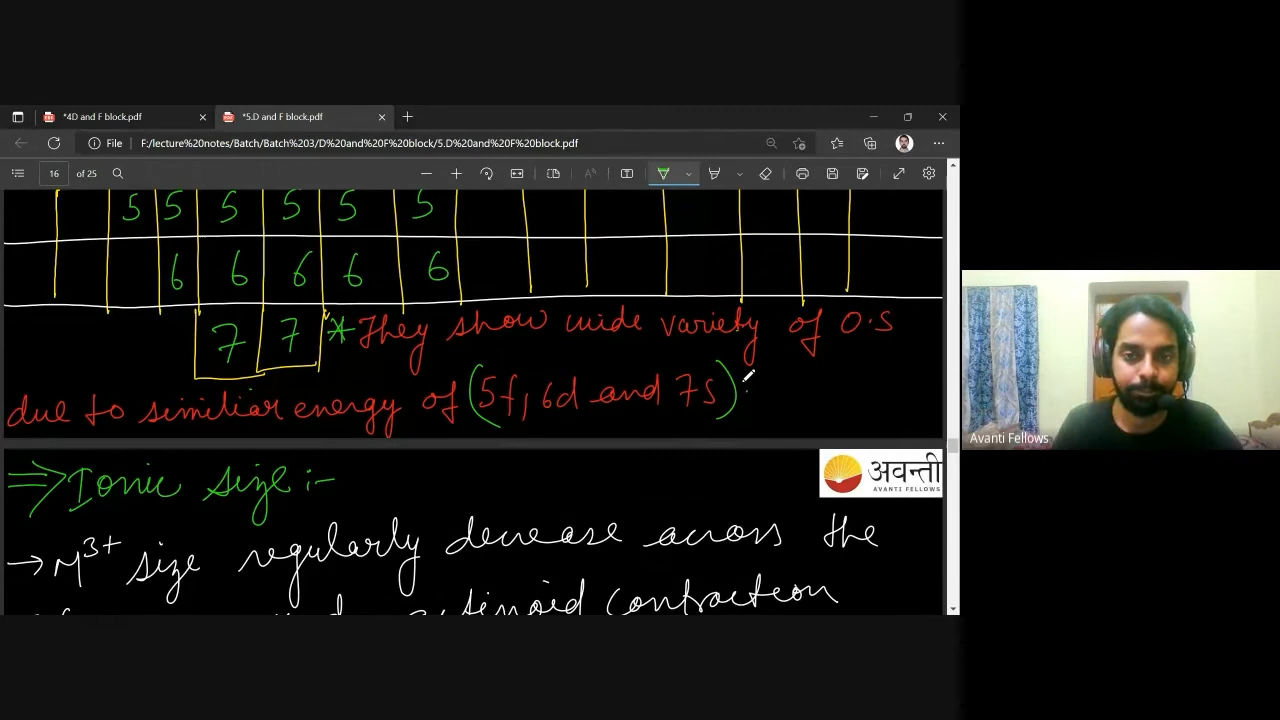 *4D and F block.pdf
*5.D and F block.pdf
File
F:/lecture%20notes/Batch/Batch%203/D%20and%20F%20block/5.D%20and%20F%20block.pdf
16 of 25
5 5 5 5 5 5
6 6 6 6 6
7 7 * They show wide variety of O.S
due to similiar energy of (5f, 6d and 7s).
⇒ Ionic size :-
अवन्ती
AVANTI FELLOWS
→ M3+ size regularly decrease across the
actinoid contraction
Avanti Fellows